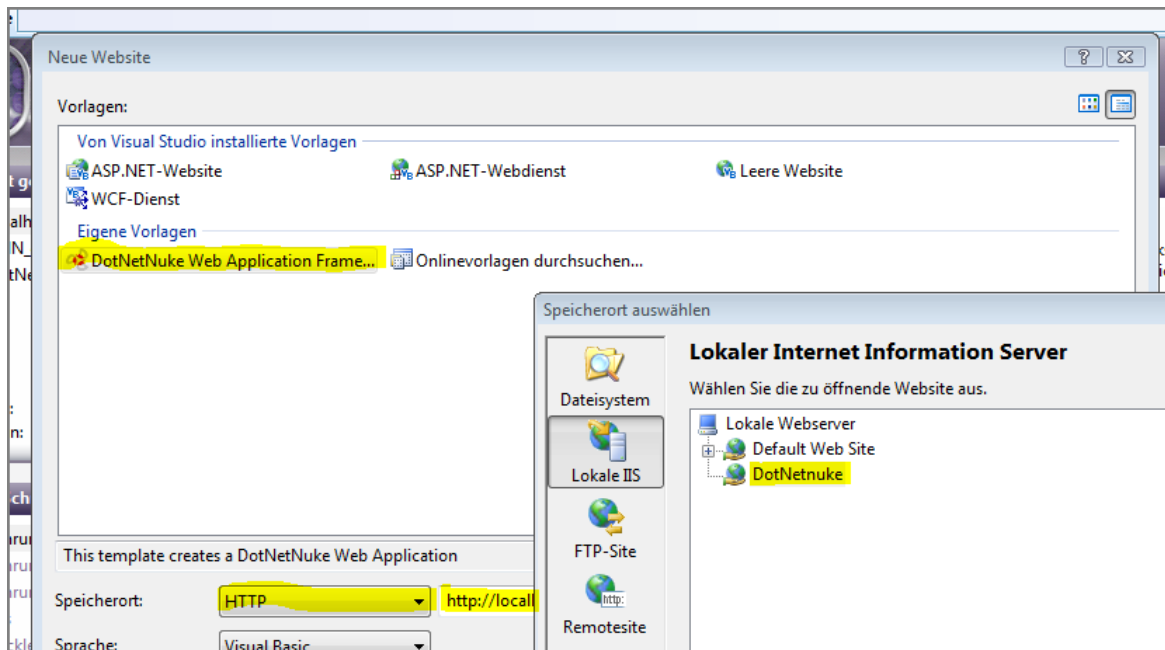 Neue Website
Vorlagen:
Von Visual Studio installierte Vorlagen
ASP.NET-Website
ASP.NET-Webdienst
Leere Website
WCF-Dienst
Eigene Vorlagen
DotNetNuke Web Application Frame...
Onlinevorlagen durchsuchen...
Speicherort auswählen
Lokaler Internet Information Server
Wählen Sie die zu öffnende Website aus.
Dateisystem
Lokale Webserver
Default Web Site
DotNetnuke
Lokale IIS
FTP-Site
Remotesite
This template creates a DotNetNuke Web Application
Speicherort:
HTTP
http://locall
Sprache:
Visual Basic